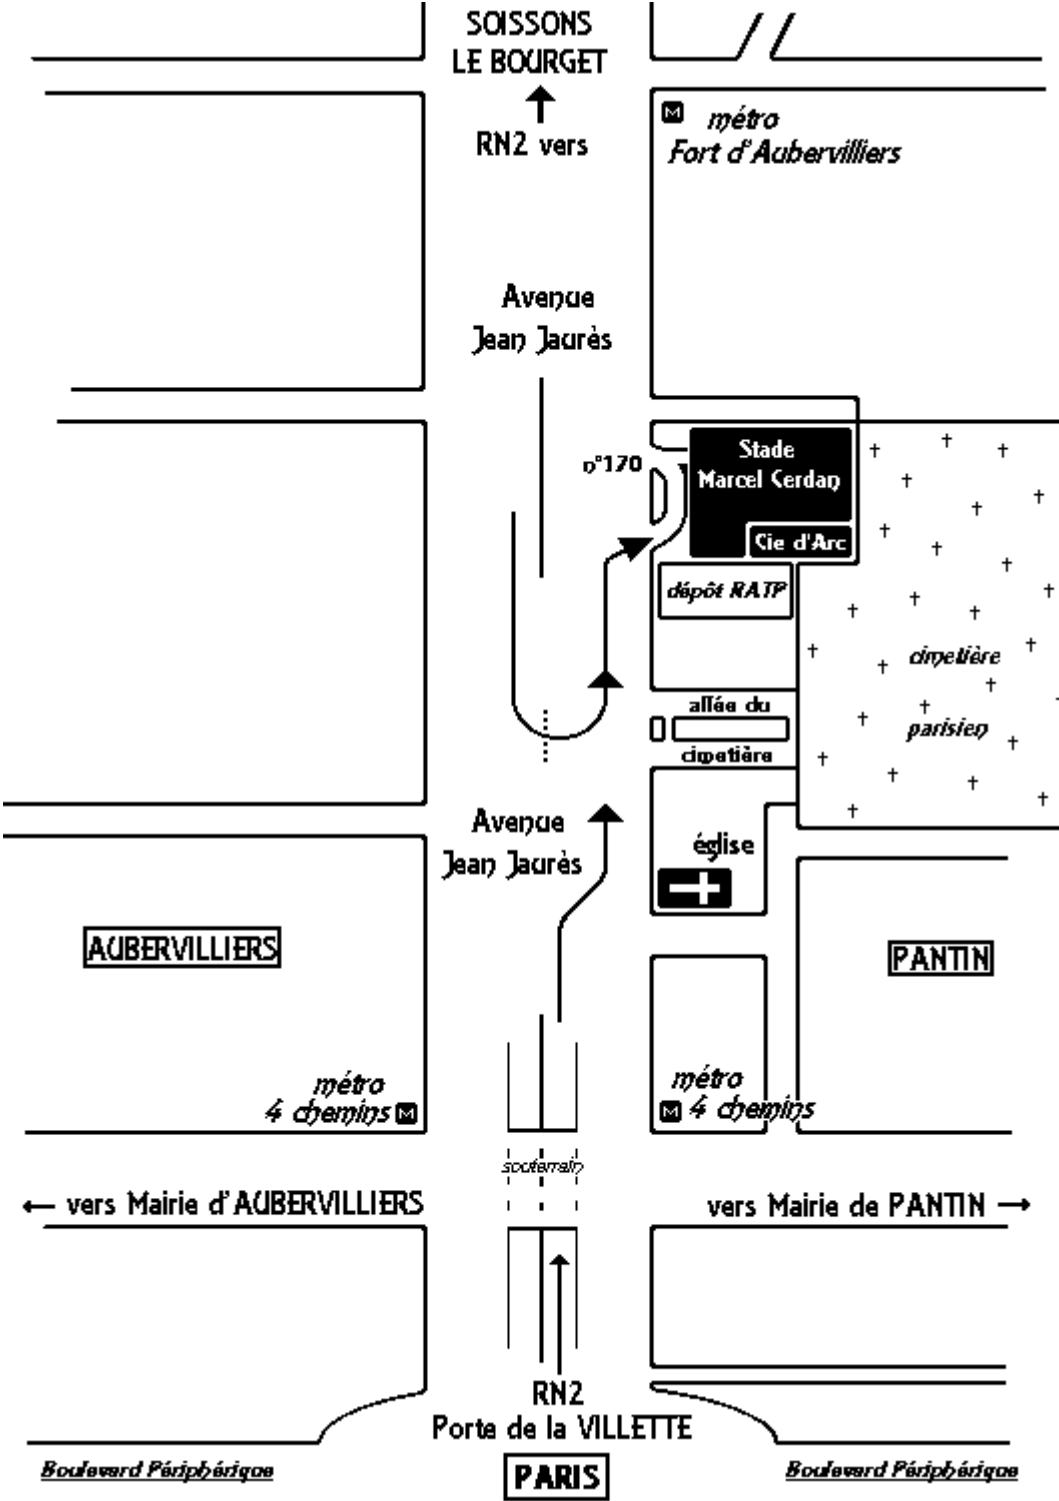 SOISSONS
LE BOURGET
RN2 vers
M métro
Fort d'Aubervilliers
Avenue
Jean Jaurès
n°170
Stade
Marcel Cerdan
Cie d'Arc
dépôt RATP
cimetière
parisien
allée du
cimetière
Avenue
Jean Jaurès
église
AUBERVILLIERS
PANTIN
métro
4 chemins M
métro
M 4 chemins
souterrain
← vers Mairie d'AUBERVILLIERS
vers Mairie de PANTIN →
RN2
Porte de la VILLETTE
PARIS
Boulevard Périphérique
Boulevard Périphérique